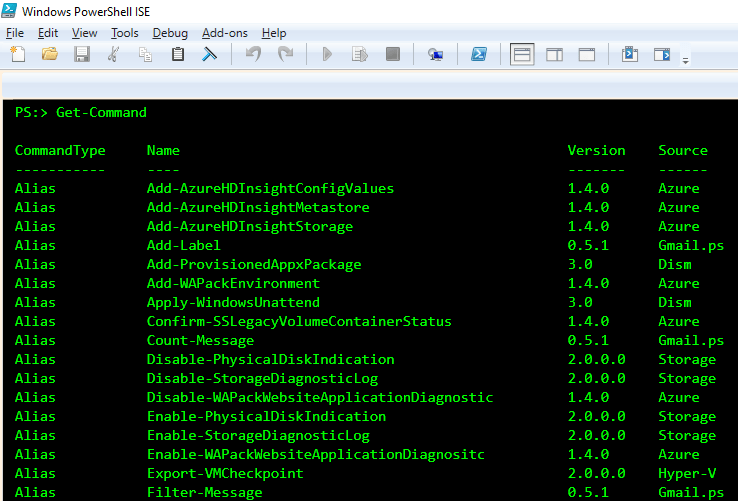 Windows PowerShell ISE
File Edit View Tools Debug Add-ons Help
PS:> Get-Command
CommandType Name Version Source
----------- ---- ------- ------
Alias Add-AzureHDInsightConfigValues 1.4.0 Azure
Alias Add-AzureHDInsightMetastore 1.4.0 Azure
Alias Add-AzureHDInsightStorage 1.4.0 Azure
Alias Add-Label 0.5.1 Gmail.ps
Alias Add-ProvisionedAppxPackage 3.0 Dism
Alias Add-WAPackEnvironment 1.4.0 Azure
Alias Apply-WindowsUnattend 3.0 Dism
Alias Confirm-SSLegacyVolumeContainerStatus 1.4.0 Azure
Alias Count-Message 0.5.1 Gmail.ps
Alias Disable-PhysicalDiskIndication 2.0.0.0 Storage
Alias Disable-StorageDiagnosticLog 2.0.0.0 Storage
Alias Disable-WAPackWebsiteApplicationDiagnostic 1.4.0 Azure
Alias Enable-PhysicalDiskIndication 2.0.0.0 Storage
Alias Enable-StorageDiagnosticLog 2.0.0.0 Storage
Alias Enable-WAPackWebsiteApplicationDiagnositc 1.4.0 Azure
Alias Export-VMCheckpoint 2.0.0.0 Hyper-V
Alias Filter-Message 0.5.1 Gmail.ps